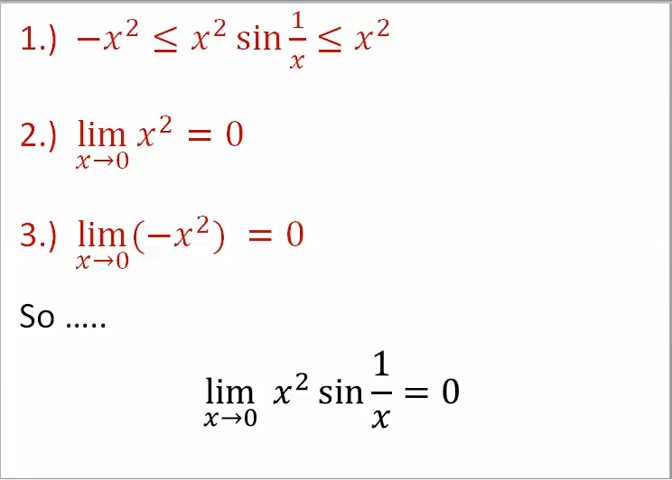 1.) −x² ≤ x² sin 1/x ≤ x²
2.) lim x→0 x² = 0
3.) lim x→0 (−x²) = 0
So .....
lim x→0 x² sin 1/x = 0